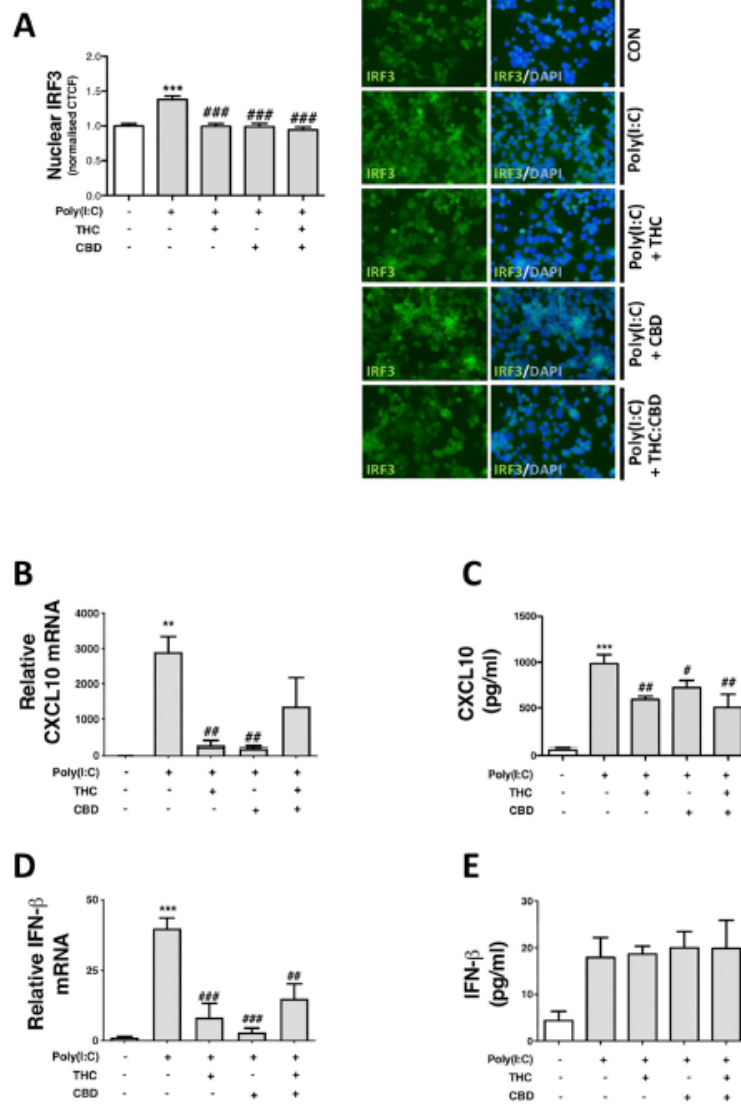 A
Nuclear IRF3
(normalised CTCF)
2.0
1.5
1.0
0.5
0.0
*** ### ### ###
Poly(I:C) - + + + +
THC - - + - +
CBD - - - + +
IRF3 IRF3/DAPI CON
IRF3 IRF3/DAPI Poly(I:C)
IRF3 IRF3/DAPI Poly(I:C) + THC
IRF3 IRF3/DAPI Poly(I:C) + CBD
IRF3 IRF3/DAPI Poly(I:C) + THC:CBD
B
Relative
CXCL10 mRNA
4000
3000
2000
1000
0
** ## ##
Poly(I:C) - + + + +
THC - - + - +
CBD - - - + +
C
CXCL10
(pg/ml)
1500
1000
500
0
*** ## # ##
Poly(I:C) - + + + +
THC - - + - +
CBD - - - + +
D
Relative IFN-β
mRNA
50
25
0
*** ### ### ##
Poly(I:C) - + + + +
THC - - + - +
CBD - - - + +
E
IFN-β
(pg/ml)
30
20
10
0
Poly(I:C) - + + + +
THC - - + - +
CBD - - - + +